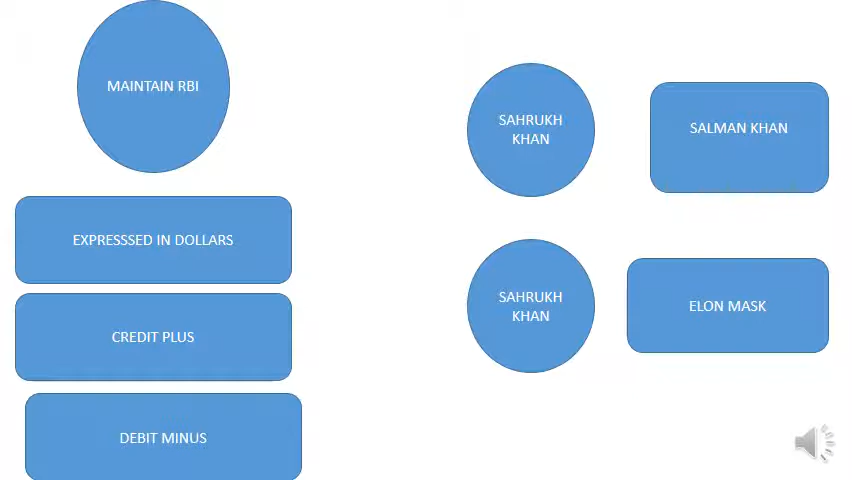 MAINTAIN RBI
EXPRESSSED IN DOLLARS
CREDIT PLUS
DEBIT MINUS
SAHRUKH
KHAN
SALMAN KHAN
SAHRUKH
KHAN
ELON MASK